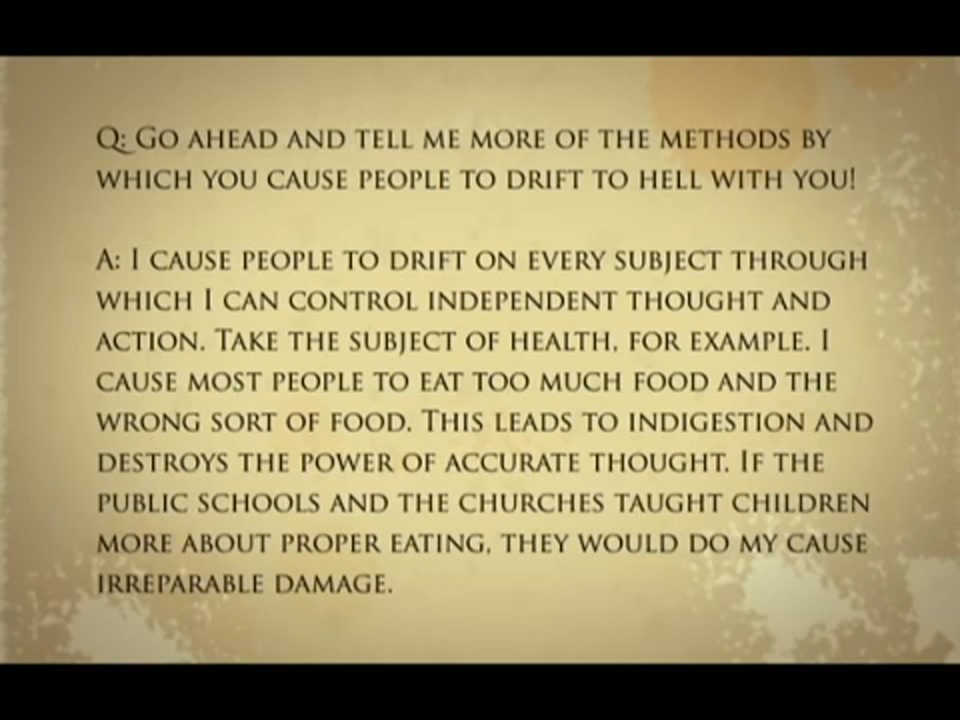 Q: Go ahead and tell me more of the methods by
which you cause people to drift to hell with you!
A: I cause people to drift on every subject through
which I can control independent thought and
action. Take the subject of health, for example. I
cause most people to eat too much food and the
wrong sort of food. This leads to indigestion and
destroys the power of accurate thought. If the
public schools and the churches taught children
more about proper eating, they would do my cause
irreparable damage.